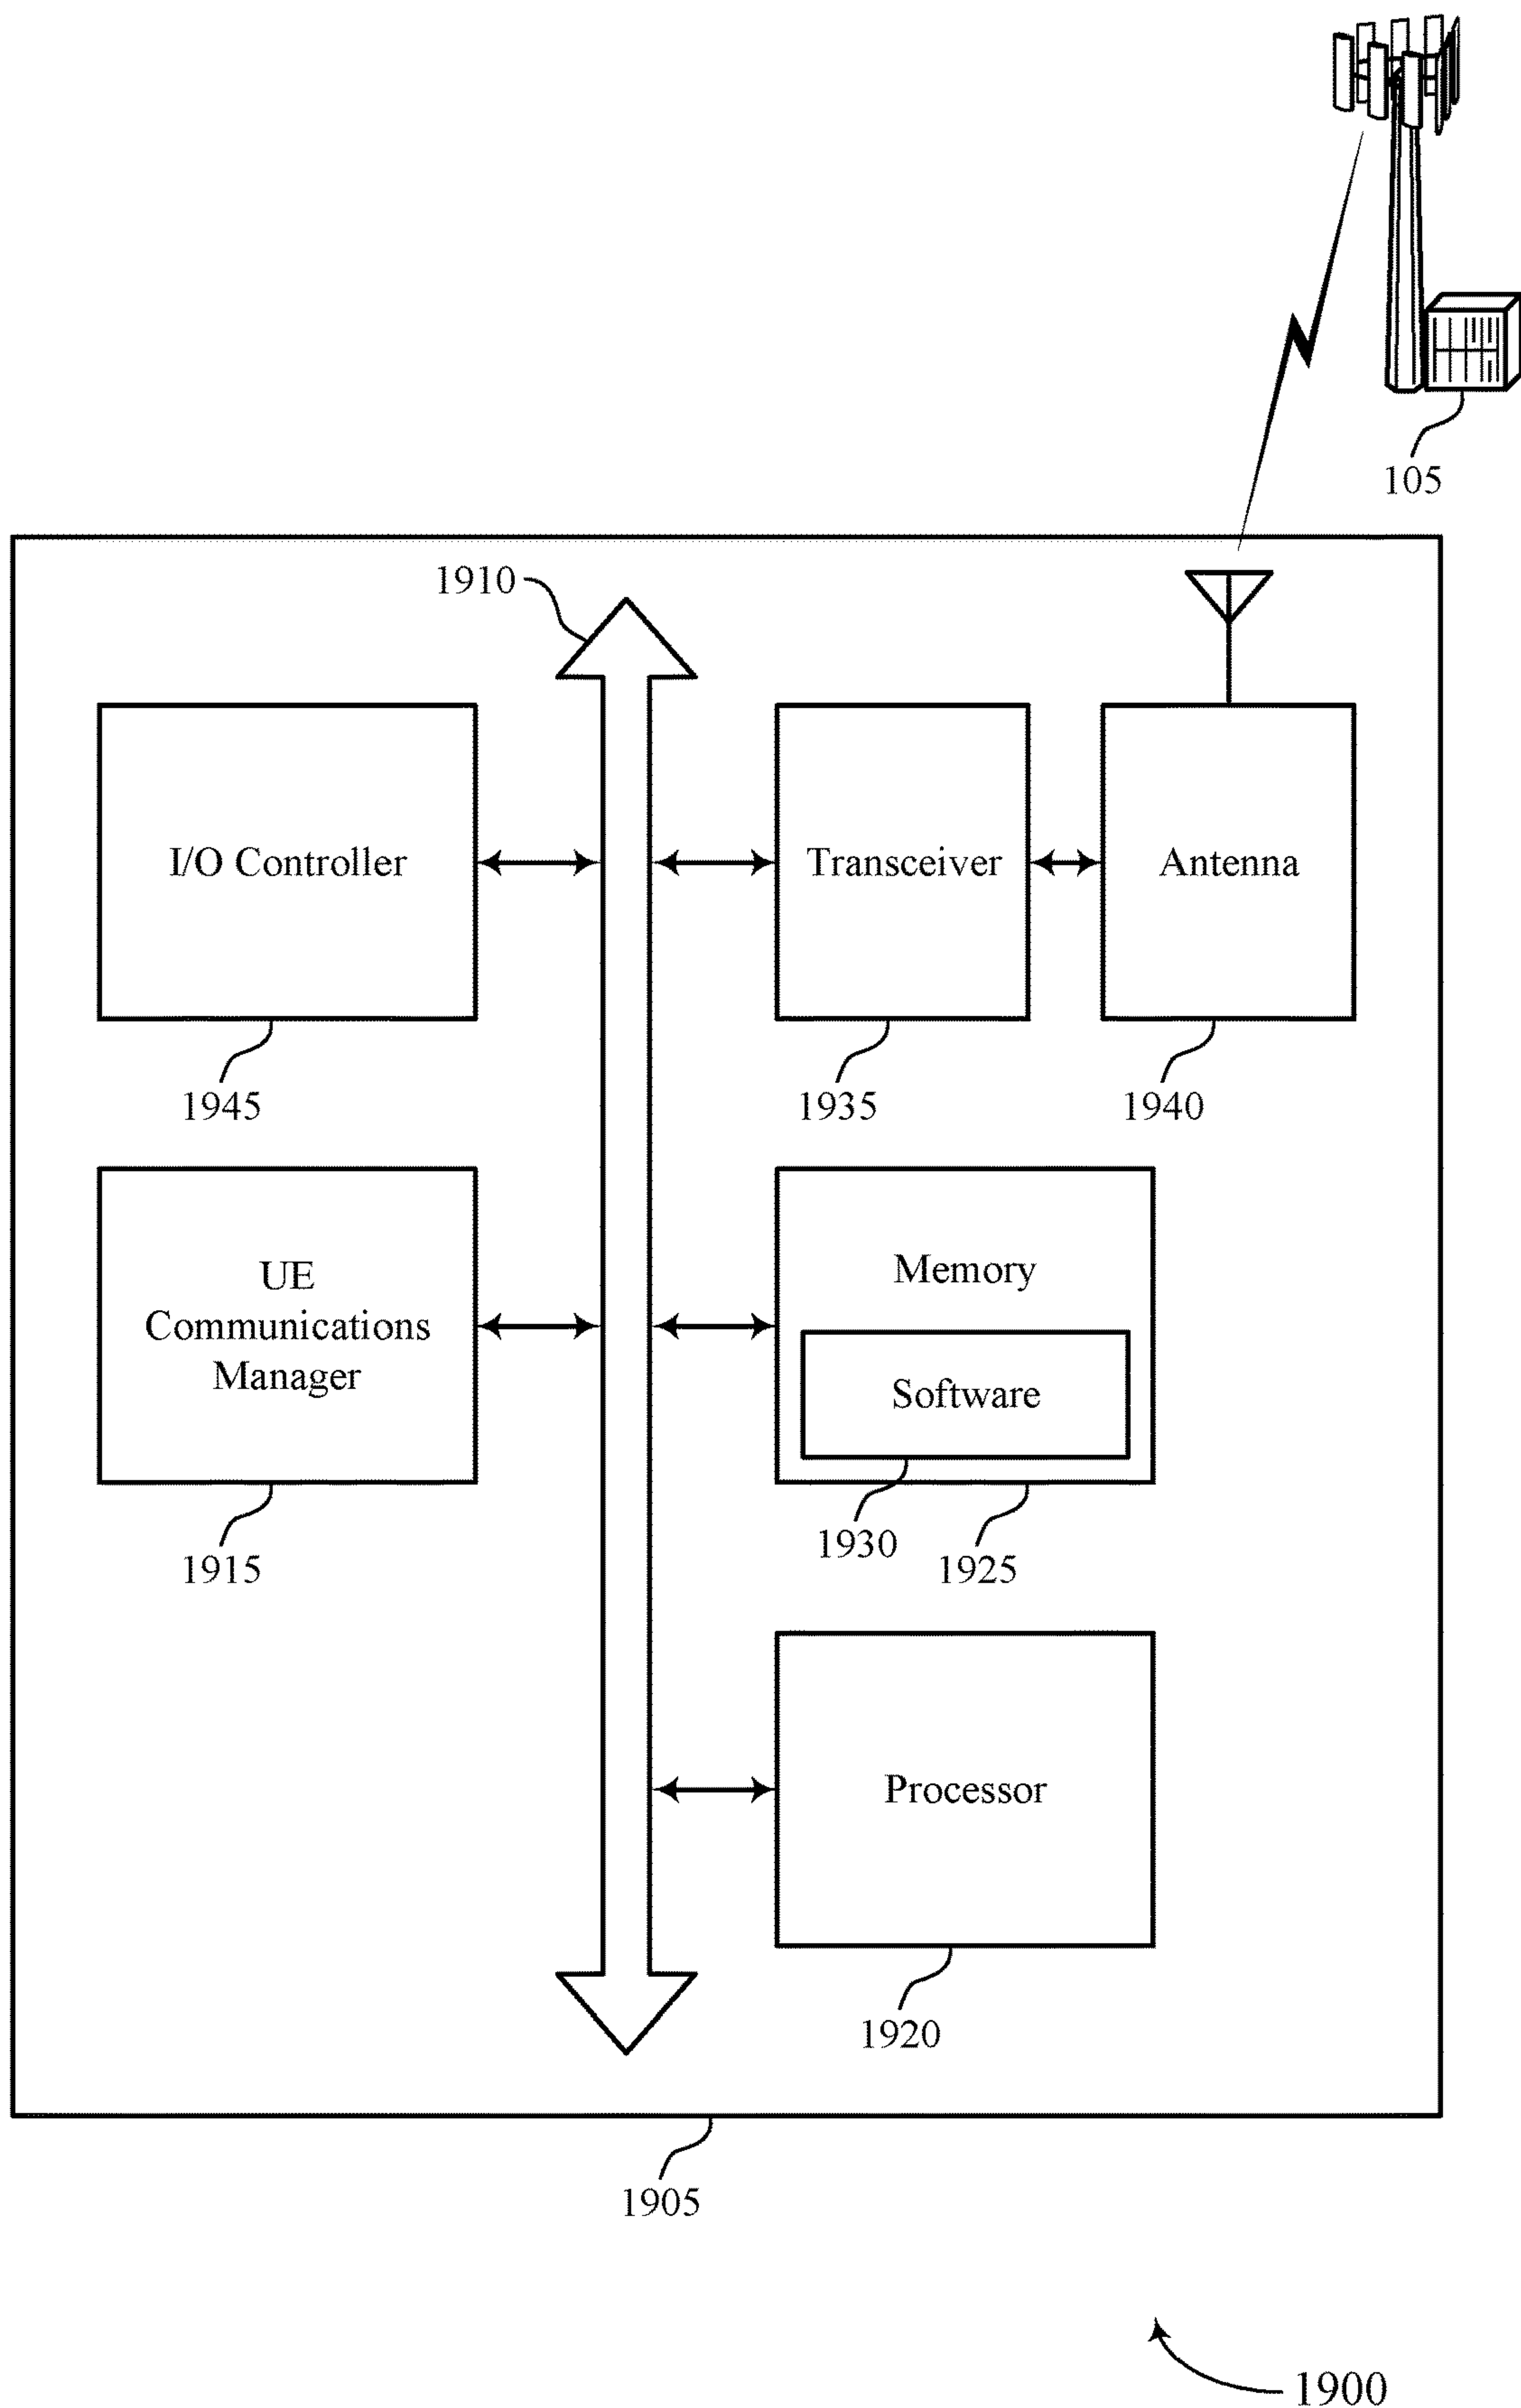 105
1910
I/O Controller
Transceiver
Antenna
1945
1935
1940
UE
Communications
Manager
Memory
Software
1915
1930
1925
Processor
1920
1905
1900